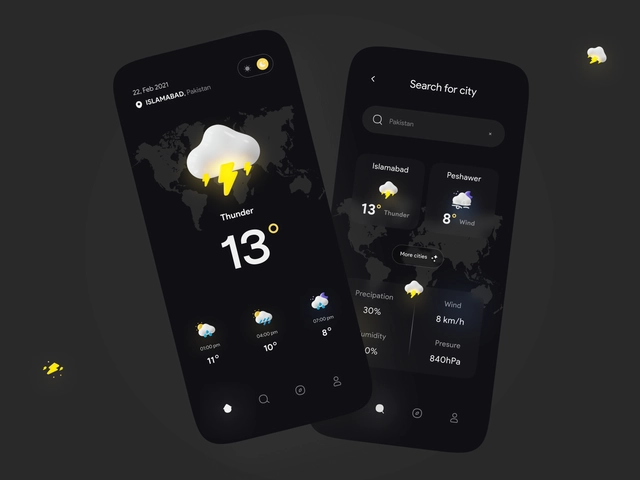 22, Feb 2021
ISLAMABAD, Pakistan
Thunder
13°
01:00 pm
11°
04:00 pm
10°
07:00 pm
8°
Search for city
Pakistan
Islamabad
13° Thunder
Peshawer
8° Wind
More cities
Precipation
30%
Wind
8 km/h
umidity
0%
Presure
840hPa